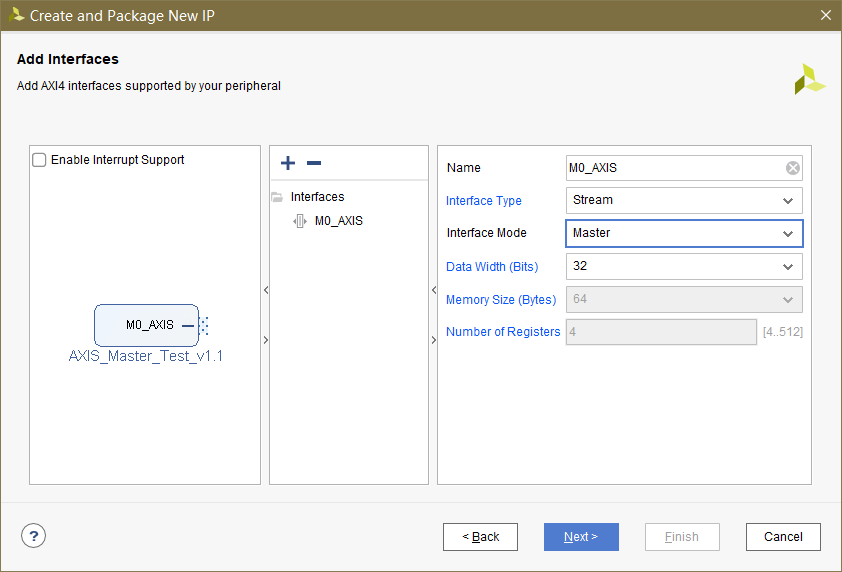 Create and Package New IP
Add Interfaces
Add AXI4 interfaces supported by your peripheral
Enable Interrupt Support
M0_AXIS
AXIS_Master_Test_v1.1
Interfaces
M0_AXIS
Name M0_AXIS
Interface Type Stream
Interface Mode Master
Data Width (Bits) 32
Memory Size (Bytes) 64
Number of Registers 4 [4..512]
? < Back Next > Finish Cancel